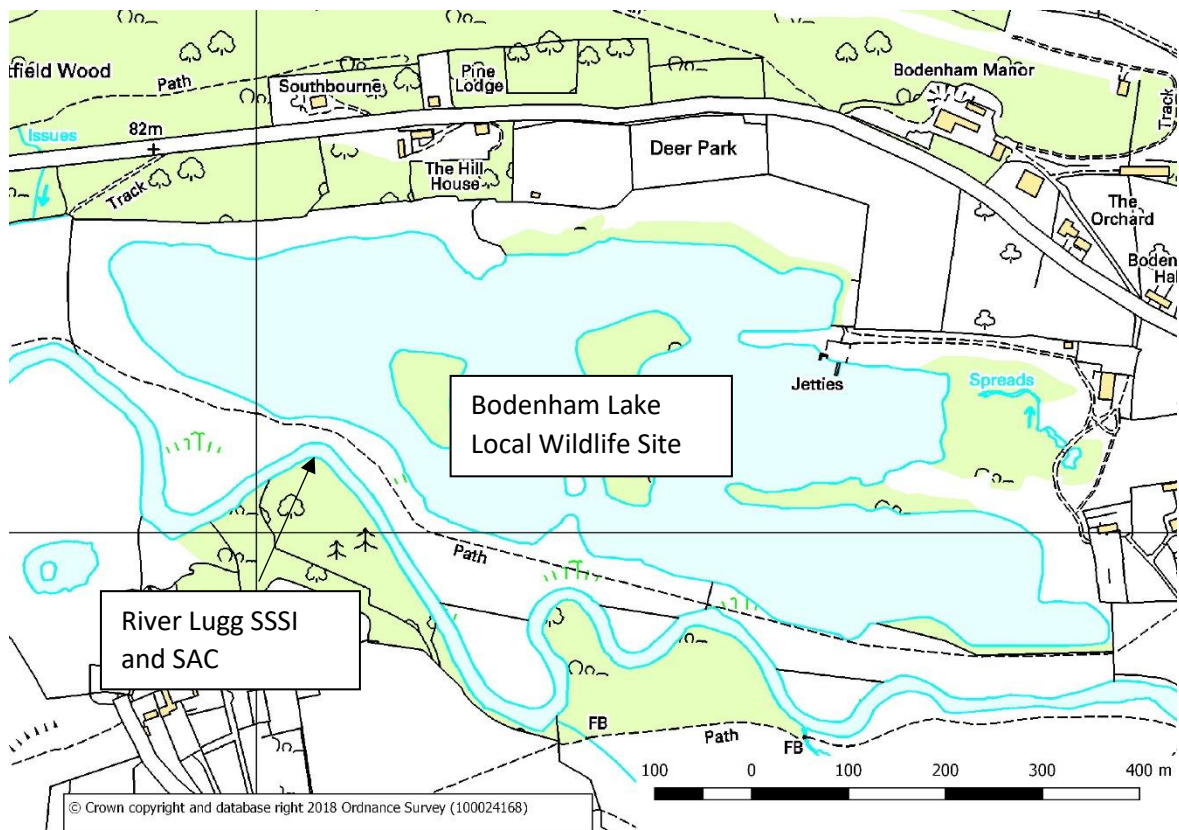 tfield Wood
Path
Southbourne
Pine
Lodge
Bodenham Manor
Track
Issues
82m
Track
The Hill
House
Deer Park
The
Orchard
Boden
Hal
Jetties
Spreads
Bodenham Lake
Local Wildlife Site
Path
River Lugg SSSI
and SAC
FB
Path
FB
100 0 100 200 300 400 m
© Crown copyright and database right 2018 Ordnance Survey (100024168)